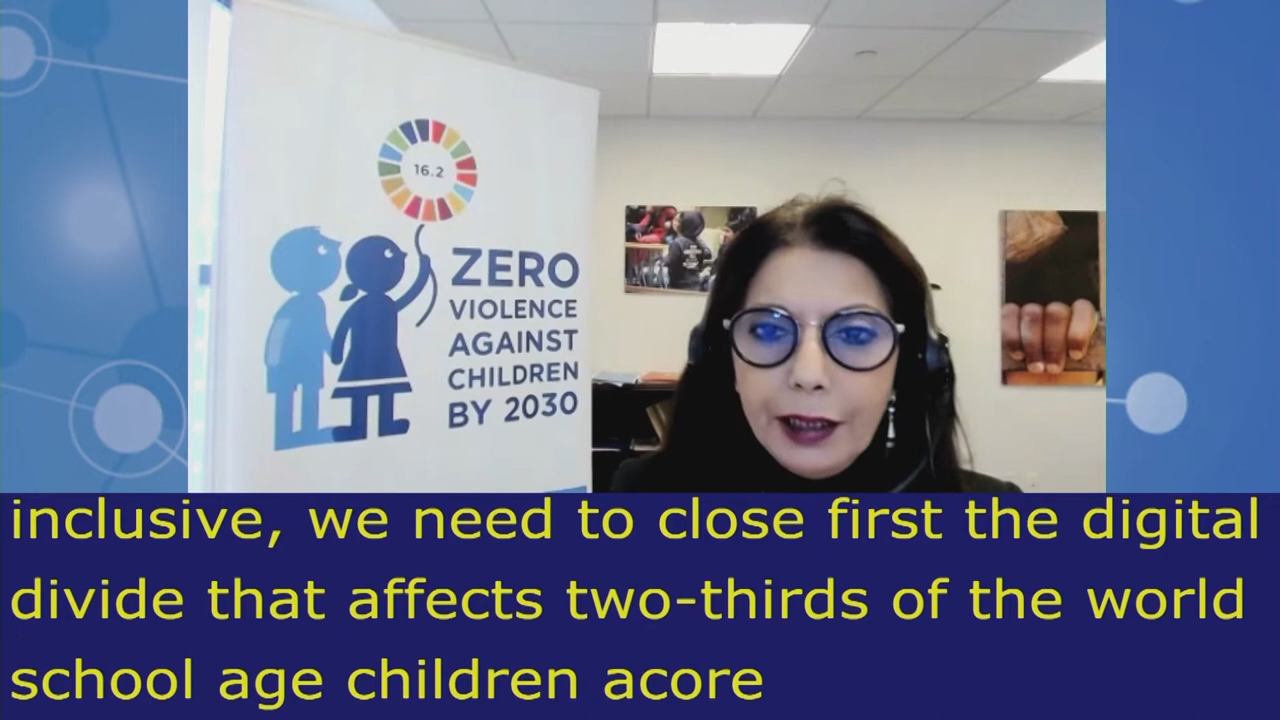 16.2
ZERO
VIOLENCE
AGAINST
CHILDREN
BY 2030
inclusive, we need to close first the digital
divide that affects two-thirds of the world
school age children acore